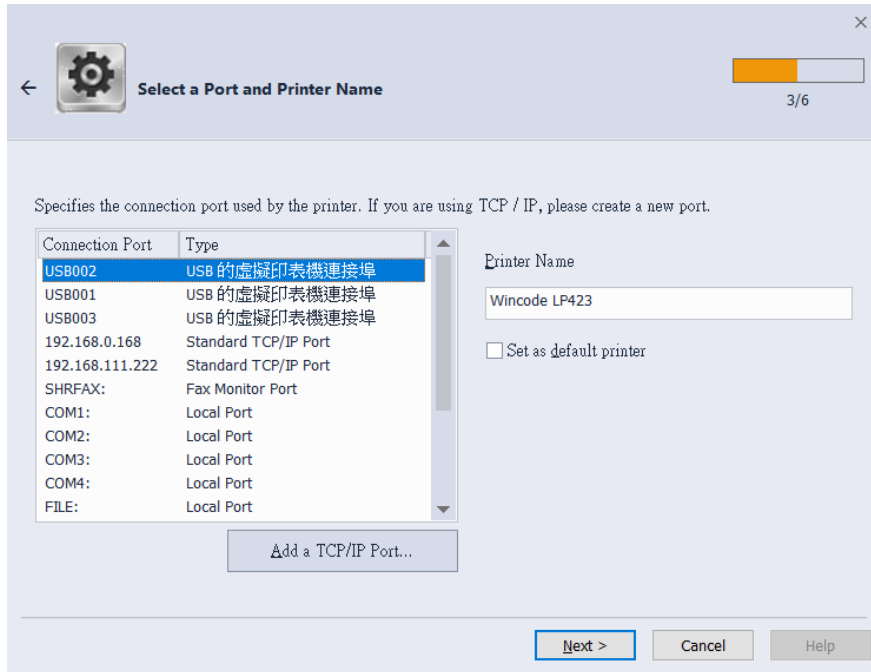 Select a Port and Printer Name
3/6
Specifies the connection port used by the printer. If you are using TCP / IP, please create a new port.
Connection Port Type
USB002 USB 的虛擬印表機連接埠
USB001 USB 的虛擬印表機連接埠
USB003 USB 的虛擬印表機連接埠
192.168.0.168 Standard TCP/IP Port
192.168.111.222 Standard TCP/IP Port
SHRFAX: Fax Monitor Port
COM1: Local Port
COM2: Local Port
COM3: Local Port
COM4: Local Port
FILE: Local Port
Add a TCP/IP Port...
Printer Name
Wincode LP423
Set as default printer
Next >
Cancel
Help